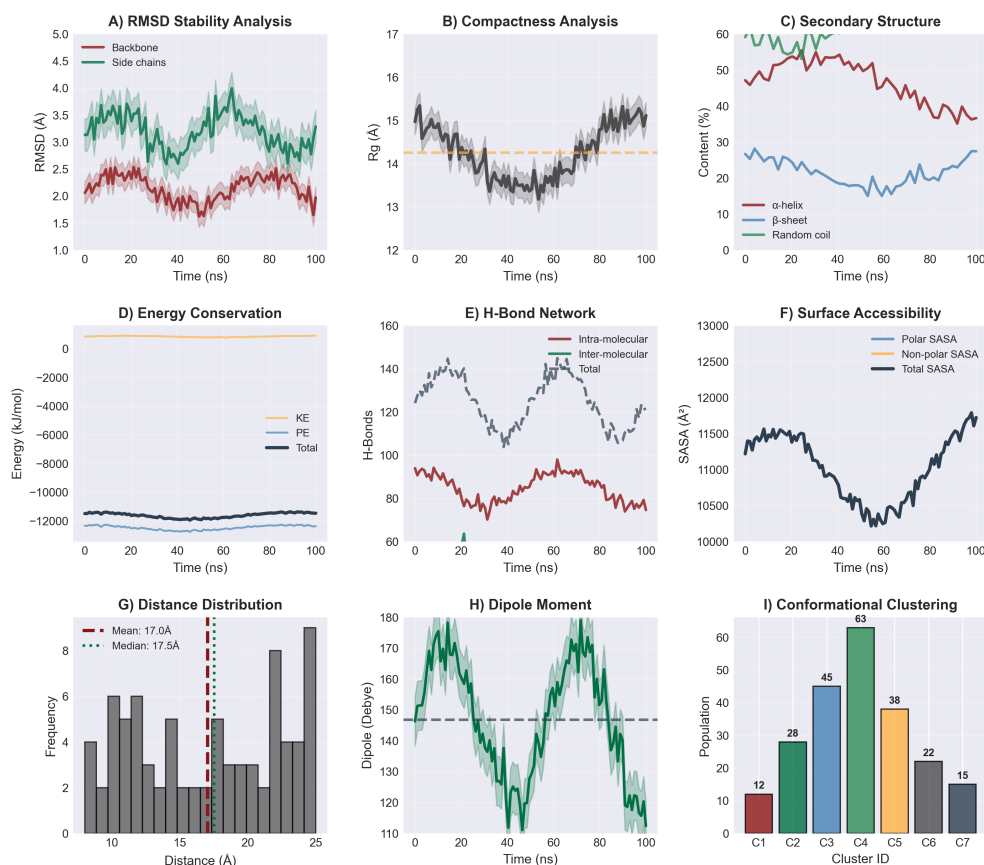 A) RMSD Stability Analysis
5.0
4.5
4.0
3.5
3.0
2.5
2.0
1.5
1.0
RMSD (Å)
Backbone
Side chains
0 20 40 60 80 100
Time (ns)
B) Compactness Analysis
17
16
15
14
13
12
Rg (Å)
0 20 40 60 80 100
Time (ns)
C) Secondary Structure
60
50
40
30
20
10
0
Content (%)
α-helix
β-sheet
Random coil
0 20 40 60 80 100
Time (ns)
D) Energy Conservation
0
−2000
−4000
−6000
−8000
−10000
−12000
Energy (kJ/mol)
KE
PE
Total
0 20 40 60 80 100
Time (ns)
E) H-Bond Network
160
140
120
100
80
60
H-Bonds
Intra-molecular
Inter-molecular
Total
0 20 40 60 80 100
Time (ns)
F) Surface Accessibility
13000
12500
12000
11500
11000
10500
10000
SASA (Å²)
Polar SASA
Non-polar SASA
Total SASA
0 20 40 60 80 100
Time (ns)
G) Distance Distribution
8
6
4
2
0
Frequency
Mean: 17.0Å
Median: 17.5Å
10 15 20 25
Distance (Å)
H) Dipole Moment
180
170
160
150
140
130
120
110
Dipole (Debye)
0 20 40 60 80 100
Time (ns)
I) Conformational Clustering
60
50
40
30
20
10
0
Population
12 28 45 63 38 22 15
C1 C2 C3 C4 C5 C6 C7
Cluster ID